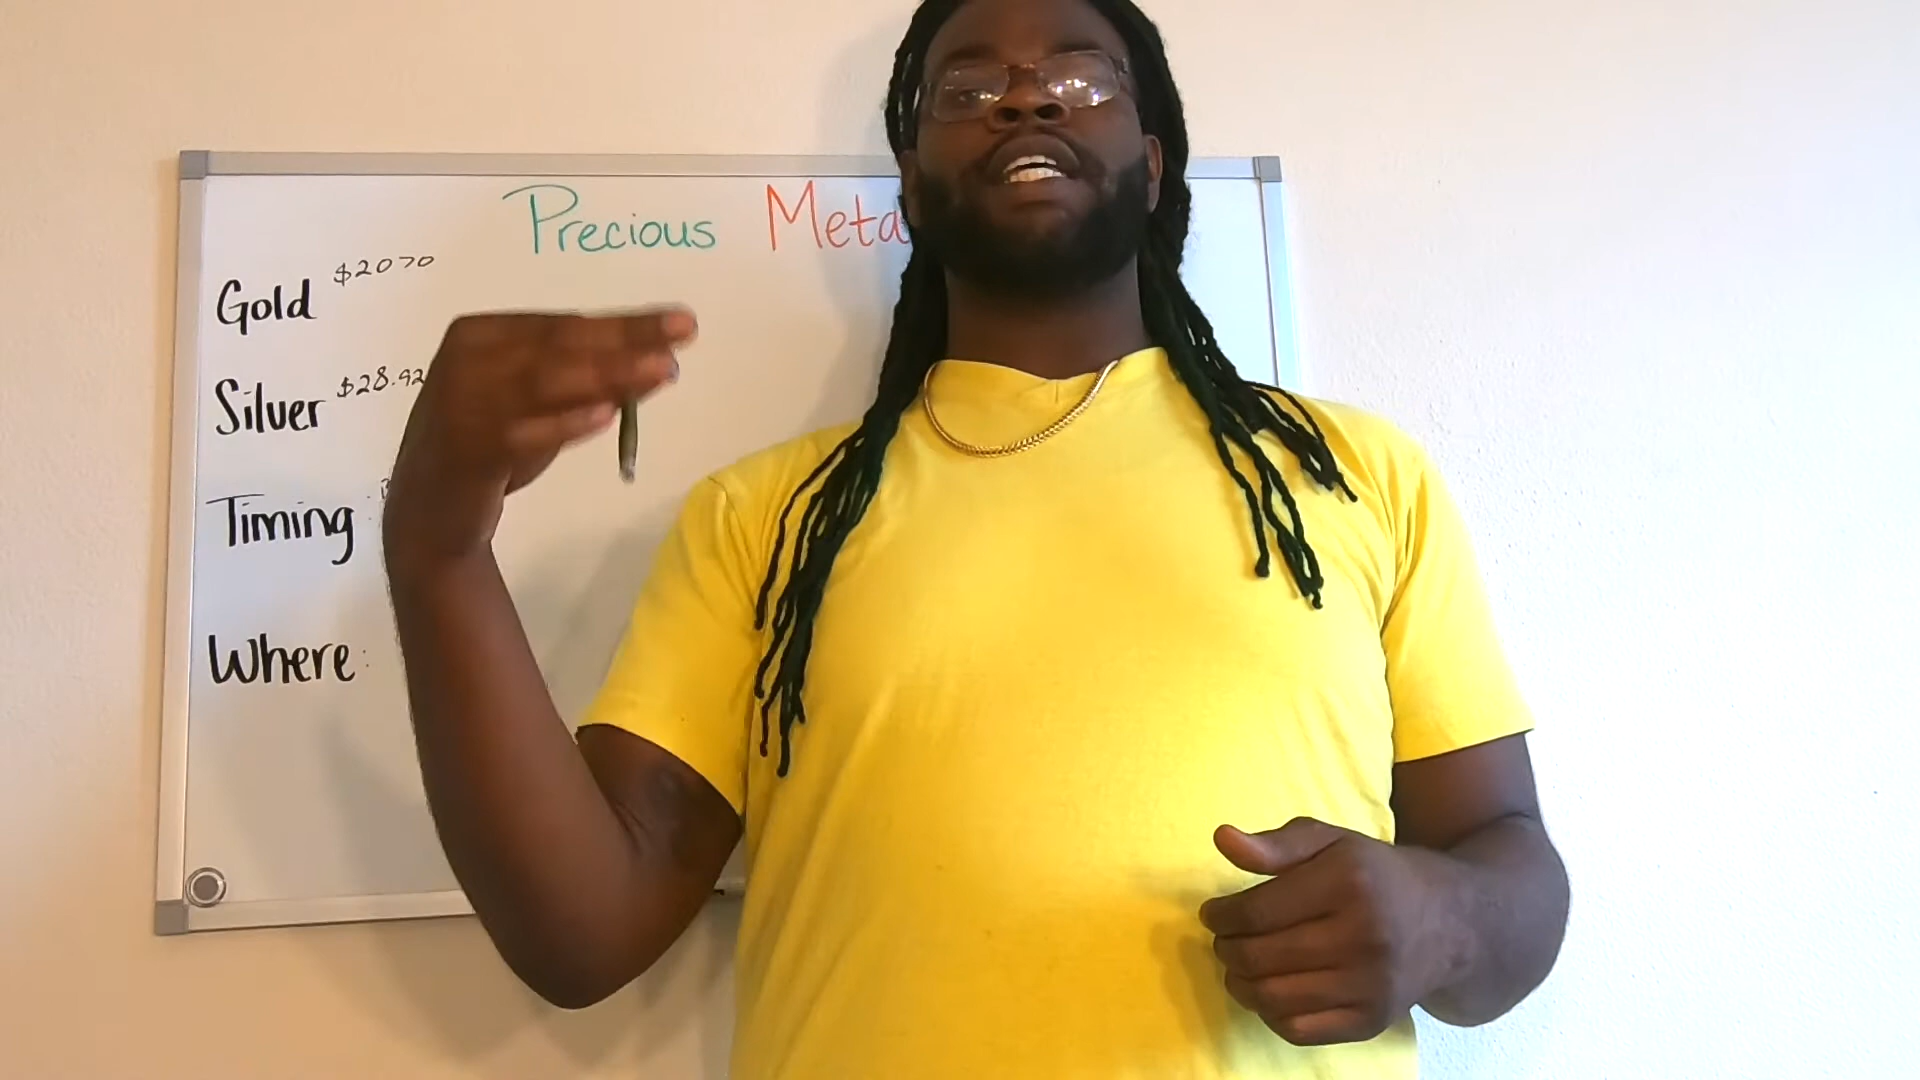 Precious Meta
$2070
Gold
$28.92
Silver
Timing
Where: